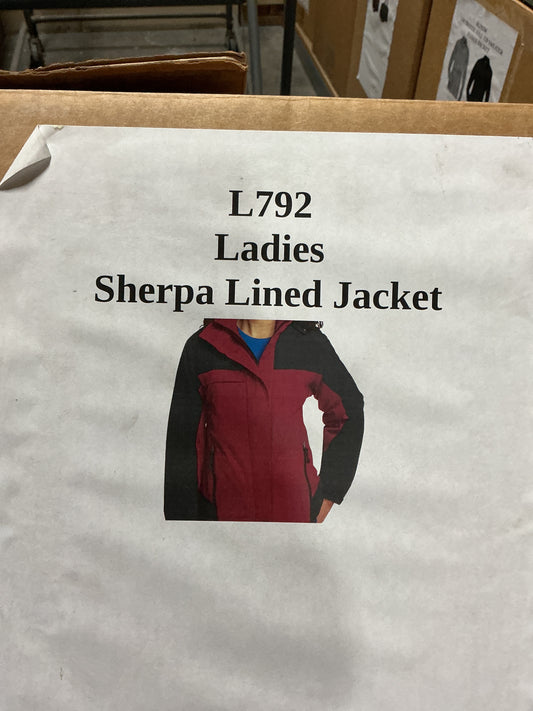 L792
Ladies
Sherpa Lined Jacket